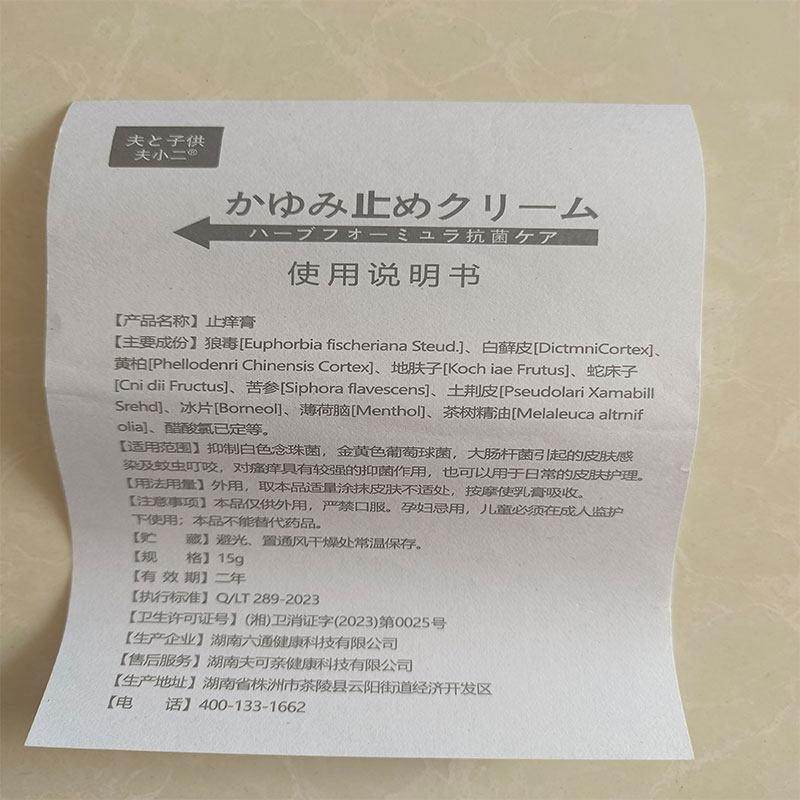 夫と子供
夫小二®
かゆみ止めクリーム
ハーブフォーミュラ抗菌ケア
使用说明书
【产品名称】止痒膏
【主要成份】狼毒[Euphorbia fischeriana Steud.]、白藓皮[DictmniCortex]、
黄柏[Phellodenri Chinensis Cortex]、地肤子[Koch iae Frutus]、蛇床子
[Cni dii Fructus]、苦参[Siphora flavescens]、土荆皮[Pseudolari Xamabill
Srehd]、冰片[Borneol]、薄荷脑[Menthol]、茶树精油[Melaleuca altrnif
olia]、醋酸氯已定等。
【适用范围】抑制白色念珠菌，金黄色葡萄球菌，大肠杆菌引起的皮肤感
染及蚊虫叮咬，对瘙痒具有较强的抑菌作用，也可以用于日常的皮肤护理。
【用法用量】外用，取本品适量涂抹皮肤不适处，按摩使乳膏吸收。
【注意事项】本品仅供外用，严禁口服。孕妇忌用，儿童必须在成人监护
下使用；本品不能替代药品。
【贮 藏】避光、置通风干燥处常温保存。
【规 格】15g
【有 效 期】二年
【执行标准】Q/LT 289-2023
【卫生许可证号】(湘)卫消证字(2023)第0025号
【生产企业】湖南六通健康科技有限公司
【售后服务】湖南夫可亲健康科技有限公司
【生产地址】湖南省株洲市茶陵县云阳街道经济开发区
【电 话】400-133-1662